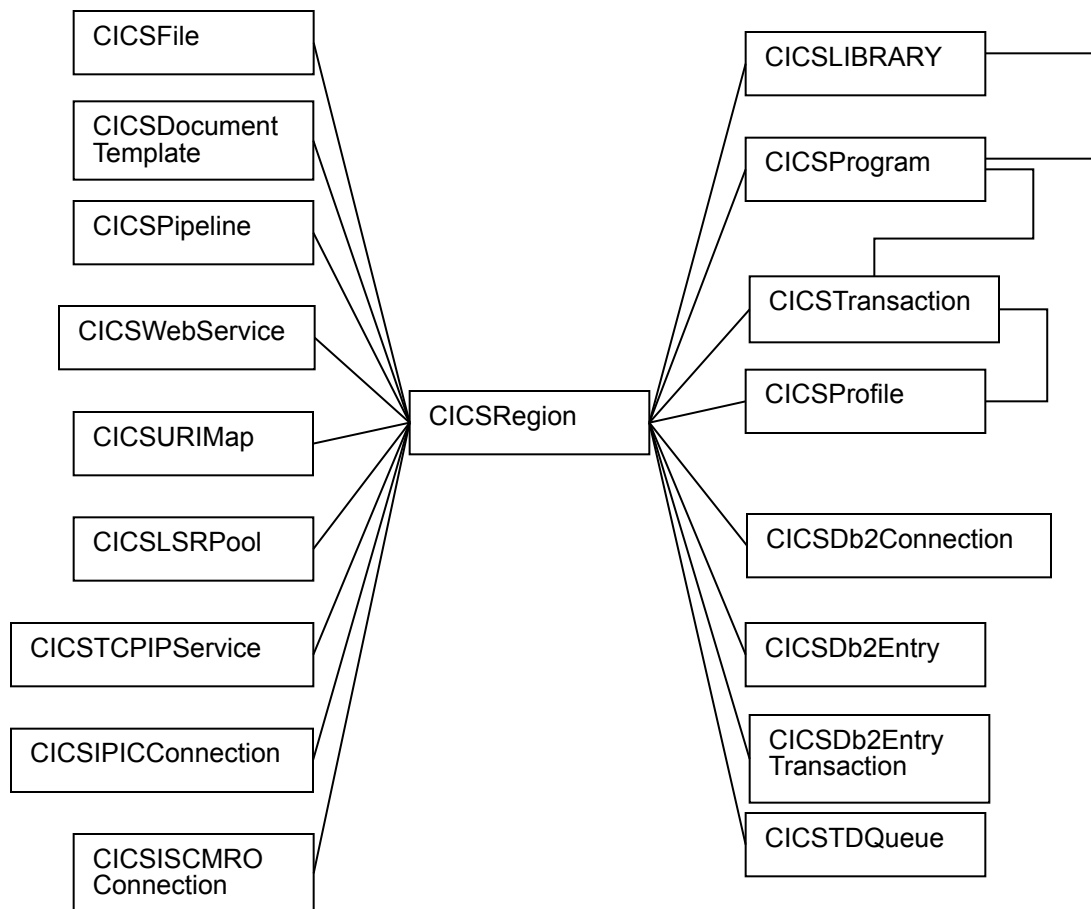 CICSFile
CICSDocument
Template
CICSPipeline
CICSWebService
CICSURIMap
CICSLSRPool
CICSTCPIPService
CICSIPICConnection
CICSISCMRO
Connection
CICSRegion
CICSLIBRARY
CICSProgram
CICSTransaction
CICSProfile
CICSDb2Connection
CICSDb2Entry
CICSDb2Entry
Transaction
CICSTDQueue